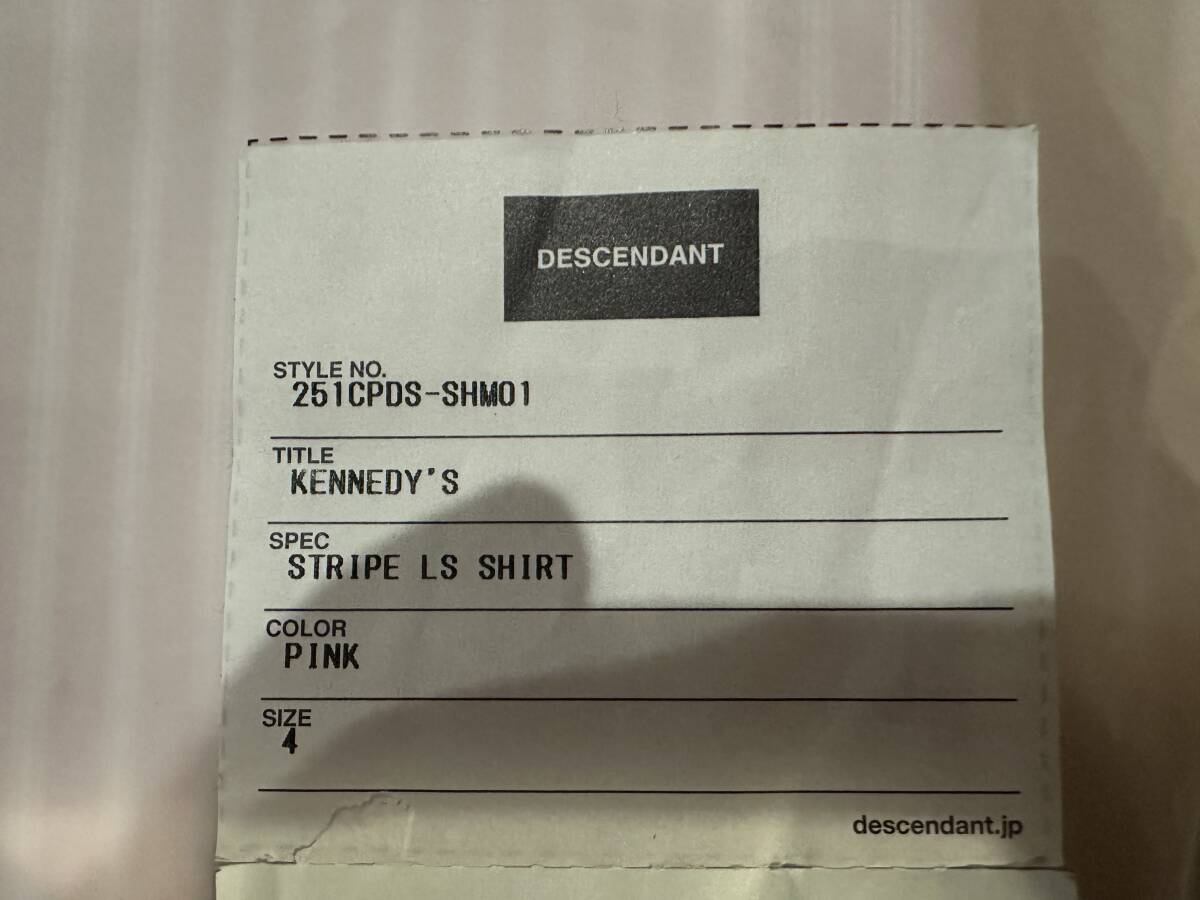 DESCENDANT
STYLE NO.
251CPDS-SHM01
TITLE
KENNEDY'S
SPEC
STRIPE LS SHIRT
COLOR
PINK
SIZE
4
descendant.jp